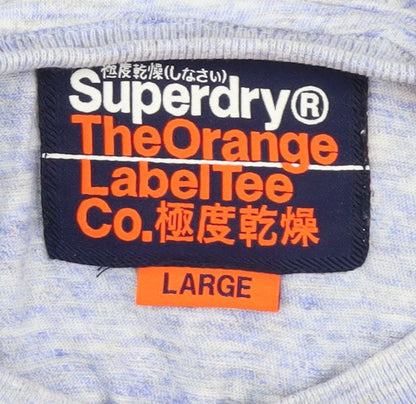 極度乾燥(しなさい)
Superdry®
TheOrange
LabelTee
Co.極度乾燥
LARGE